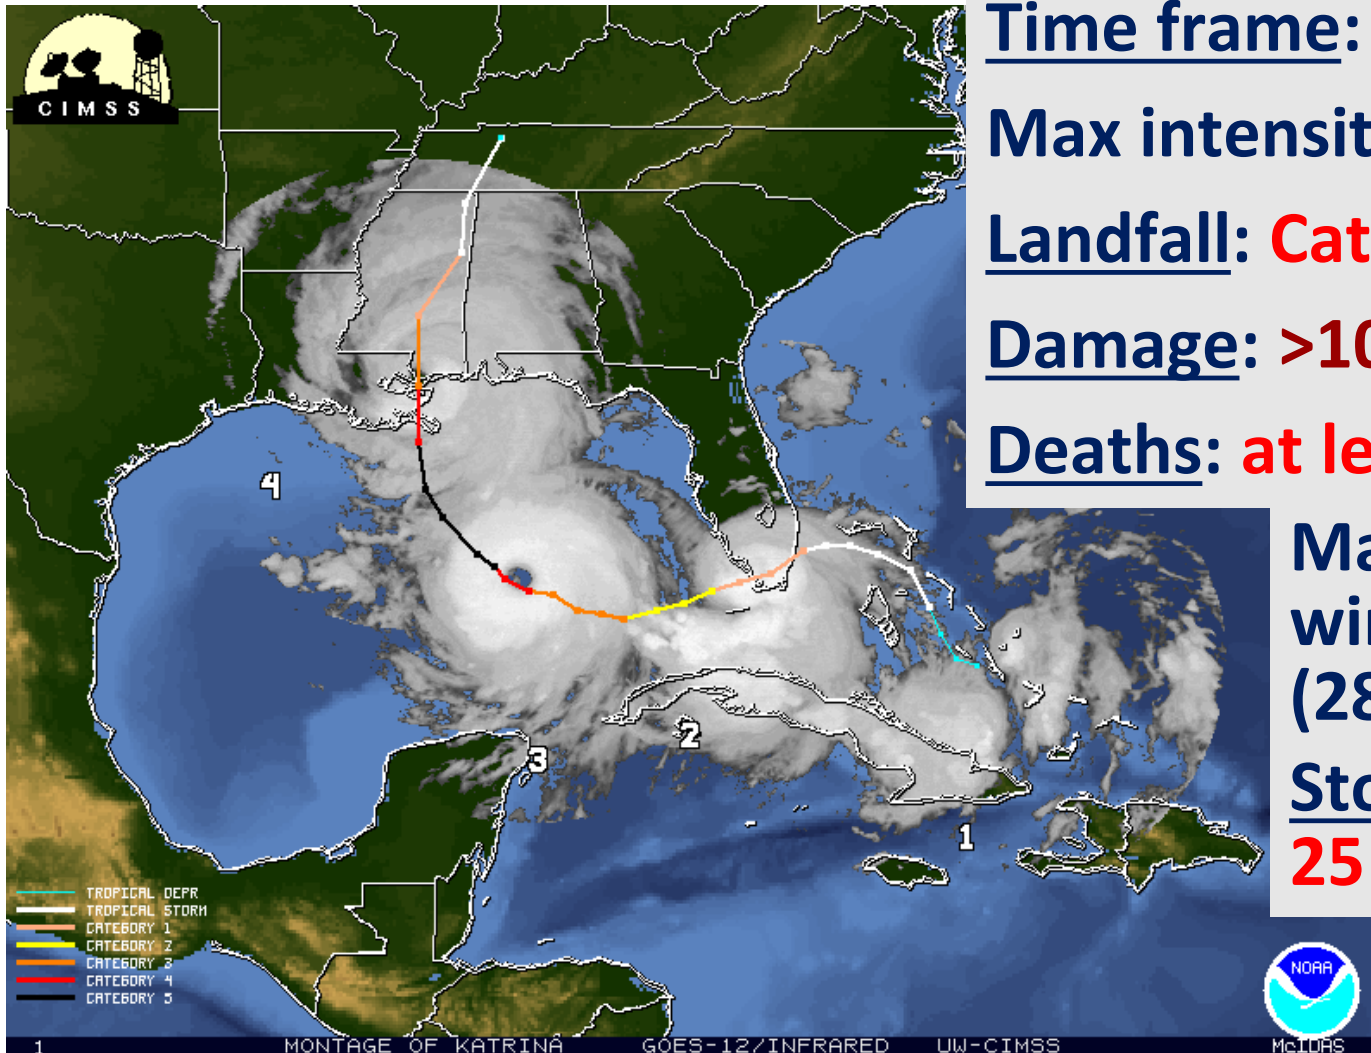 CIMSS
Time frame:
Max intensit
Landfall: Cat
Damage: >10
Deaths: at le
Ma
wi
(28
Sto
25
4
3
2
1
TROPICAL DEPR
TROPICAL STORM
CATEGORY 1
CATEGORY 2
CATEGORY 3
CATEGORY 4
CATEGORY 5
NOAA
1 MONTAGE OF KATRINA GOES-12/INFRARED UW-CIMSS McIDAS